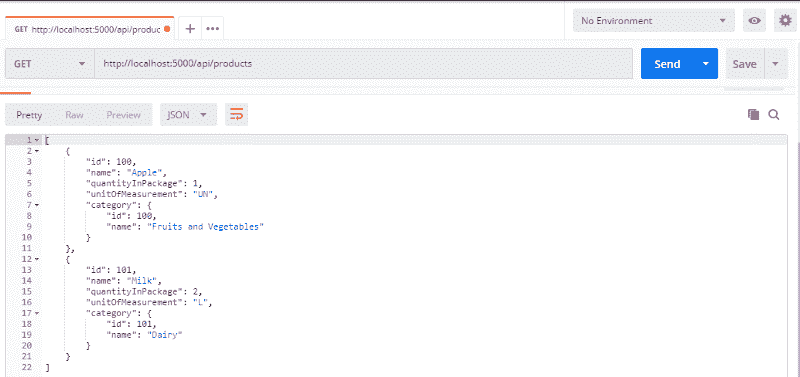 GET http://localhost:5000/api/produc
No Environment
GET http://localhost:5000/api/products Send Save
Pretty Raw Preview JSON
1 [
2 {
3 "id": 100,
4 "name": "Apple",
5 "quantityInPackage": 1,
6 "unitOfMeasurement": "UN",
7 "category": {
8 "id": 100,
9 "name": "Fruits and Vegetables"
10 }
11 },
12 {
13 "id": 101,
14 "name": "Milk",
15 "quantityInPackage": 2,
16 "unitOfMeasurement": "L",
17 "category": {
18 "id": 101,
19 "name": "Dairy"
20 }
21 }
22 ]